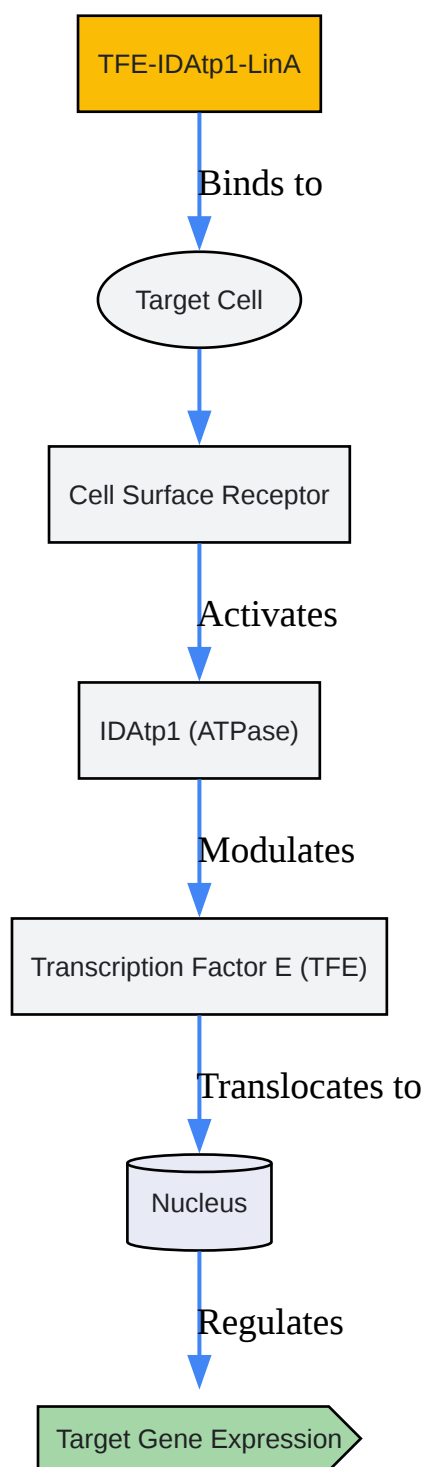 TFE-IDAtp1-LinA
Binds to
Target Cell
Cell Surface Receptor
Activates
IDAtp1 (ATPase)
Modulates
Transcription Factor E (TFE)
Translocates to
Nucleus
Regulates
Target Gene Expression